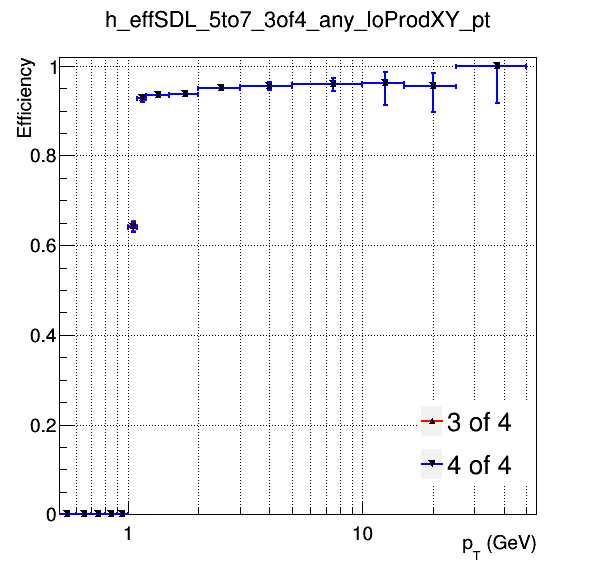 h_effSDL_5to7_3of4_any_loProdXY_pt
Efficiency
1
0.8
0.6
0.4
0.2
0
3 of 4
4 of 4
1
10
p_T (GeV)